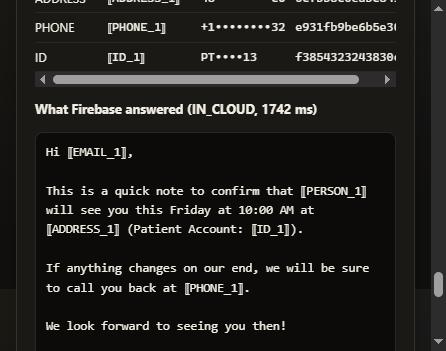 PHONE ⟦PHONE_1⟧ +1••••••••32
ID ⟦ID_1⟧ PT••••13 f3854323243830
What Firebase answered (IN_CLOUD, 1742 ms)
Hi ⟦EMAIL_1⟧,
This is a quick note to confirm that ⟦PERSON_1⟧
will see you this Friday at 10:00 AM at
⟦ADDRESS_1⟧ (Patient Account: ⟦ID_1⟧).
If anything changes on our end, we will be sure
to call you back at ⟦PHONE_1⟧.
We look forward to seeing you then!